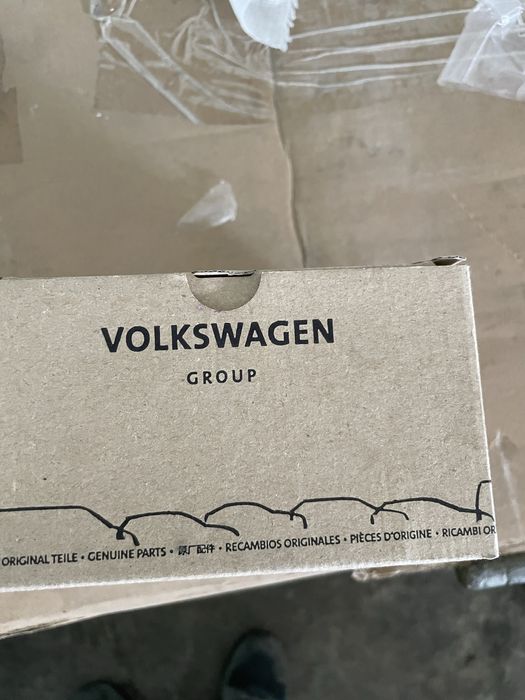 VOLKSWAGEN
GROUP
ORIGINAL TEILE • GENUINE PARTS • 原厂配件 • RECAMBIOS ORIGINALES • PIÈCES D'ORIGINE • RICAMBI OR